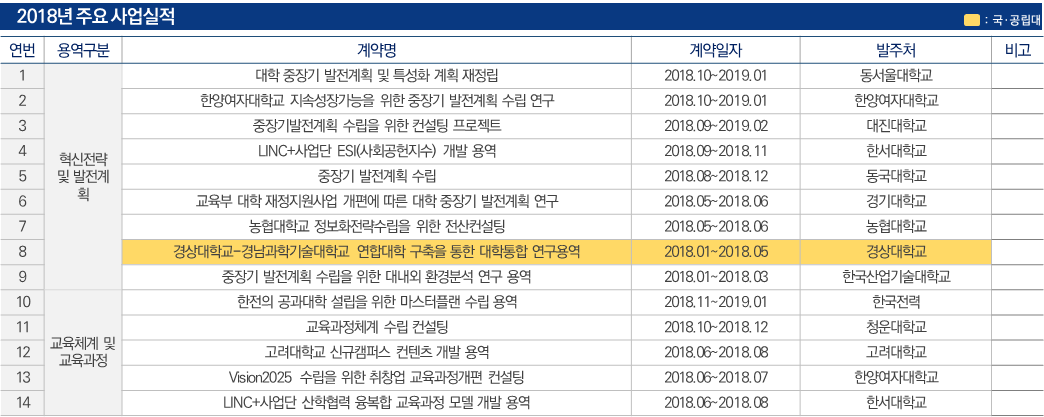 2018년 주요 사업실적
: 국·공립대
연번 용역구분 계약명 계약일자 발주처 비고
혁신전략
및 발전계
획
1 대학 중장기 발전계획 및 특성화 계획 재정립 2018.10~2019.01 동서울대학교
2 한양여자대학교 지속성장가능을 위한 중장기 발전계획 수립 연구 2018.10~2019.01 한양여자대학교
3 중장기발전계획 수립을 위한 컨설팅 프로젝트 2018.09~2019.02 대진대학교
4 LINC+사업단 ESI(사회공헌지수) 개발 용역 2018.09~2018.11 한서대학교
5 중장기 발전계획 수립 2018.08~2018.12 동국대학교
6 교육부 대학 재정지원사업 개편에 따른 대학 중장기 발전계획 연구 2018.05~2018.06 경기대학교
7 농협대학교 정보화전략수립을 위한 전산컨설팅 2018.05~2018.06 농협대학교
8 경상대학교-경남과학기술대학교 연합대학 구축을 통한 대학통합 연구용역 2018.01~2018.05 경상대학교
9 중장기 발전계획 수립을 위한 대내외 환경분석 연구 용역 2018.01~2018.03 한국산업기술대학교
교육체계 및
교육과정
10 한전의 공과대학 설립을 위한 마스터플랜 수립 용역 2018.11~2019.01 한국전력
11 교육과정체계 수립 컨설팅 2018.10~2018.12 청운대학교
12 고려대학교 신규캠퍼스 컨텐츠 개발 용역 2018.06~2018.08 고려대학교
13 Vision2025 수립을 위한 취창업 교육과정개편 컨설팅 2018.06~2018.07 한양여자대학교
14 LINC+사업단 산학협력 융복합 교육과정 모델 개발 용역 2018.06~2018.08 한서대학교